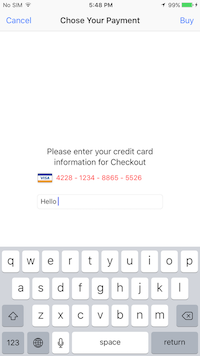 No SIM 5:48 PM 99%
Cancel Chose Your Payment Buy
Please enter your credit card
information for Checkout
VISA 4228 - 1234 - 8865 - 5526
Hello
q w e r t y u i o p
a s d f g h j k l
z x c v b n m
123 space return